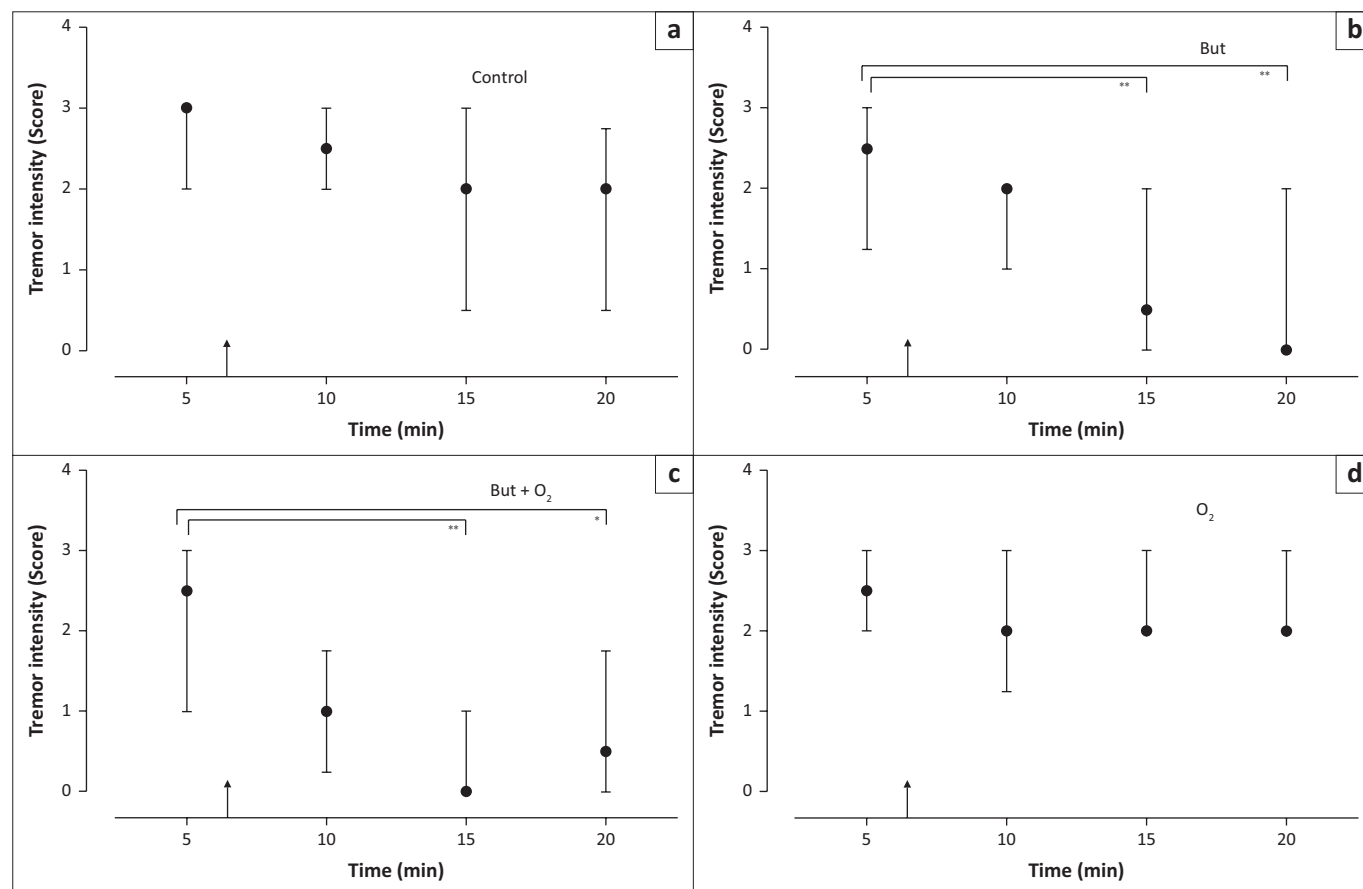 a
Control
Tremor intensity (Score)
4
3
2
1
0
5 10 15 20
Time (min)
b
But
** **
Tremor intensity (Score)
4
3
2
1
0
5 10 15 20
Time (min)
c
But + O₂
** *
Tremor intensity (Score)
4
3
2
1
0
5 10 15 20
Time (min)
d
O₂
Tremor intensity (Score)
4
3
2
1
0
5 10 15 20
Time (min)